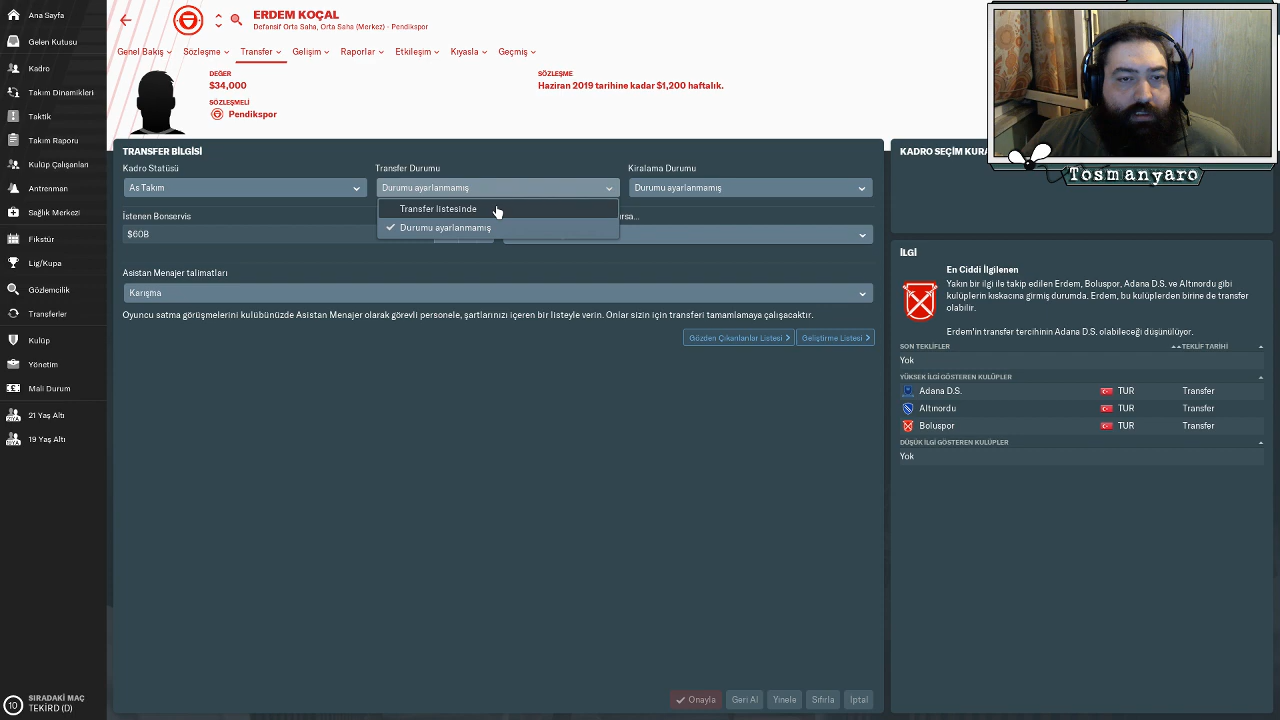 Ana Sayfa
Gelen Kutusu
Kadro
Takım Dinamikleri
Taktik
Takım Raporu
Kulüp Çalışanları
Antrenman
Sağlık Merkezi
Fikstür
Lig/Kupa
Gözlemcilik
Transferler
Kulüp
Yönetim
Mali Durum
21 Yaş Altı
19 Yaş Altı
10
SIRADAKİ MAÇ
TEKİRD (D)
ERDEM KOÇAL
Defansif Orta Saha, Orta Saha (Merkez) - Pendikspor
Genel Bakış Sözleşme Transfer Gelişim Raporlar Etkileşim Kıyasla Geçmiş
DEĞER
$34,000
SÖZLEŞMELİ
Pendikspor
SÖZLEŞME
Haziran 2019 tarihine kadar $1,200 haftalık.
TRANSFER BİLGİSİ
Kadro Statüsü Transfer Durumu Kiralama Durumu
As Takım Durumu ayarlanmamış Durumu ayarlanmamış
Transfer listesinde
Durumu ayarlanmamış
İstenen Bonservis
$60B
Asistan Menajer talimatları
Karışma
Oyuncu satma görüşmelerini kulübünüzde Asistan Menajer olarak görevli personele, şartlarınızı içeren bir listeyle verin. Onlar sizin için transferi tamamlamaya çalışacaktır.
Gözden Çıkarılanlar Listesi Geliştirme Listesi
Onayla Geri Al Yinele Sıfırla İptal
KADRO SEÇİM
Tosmanyaro
İLGİ
En Ciddi İlgilenen
Yakın bir ilgi ile takip edilen Erdem, Boluspor, Adana D.S. ve Altınordu gibi
kulüplerin kıskacına girmiş durumda. Erdem, bu kulüplerden birine de transfer
olabilir.
Erdem'in transfer tercihinin Adana D.S. olabileceği düşünülüyor.
SON TEKLİFLER TEKLİF TARİHİ
Yok
YÜKSEK İLGİ GÖSTEREN KULÜPLER
Adana D.S. TUR Transfer
Altınordu TUR Transfer
Boluspor TUR Transfer
DÜŞÜK İLGİ GÖSTEREN KULÜPLER
Yok